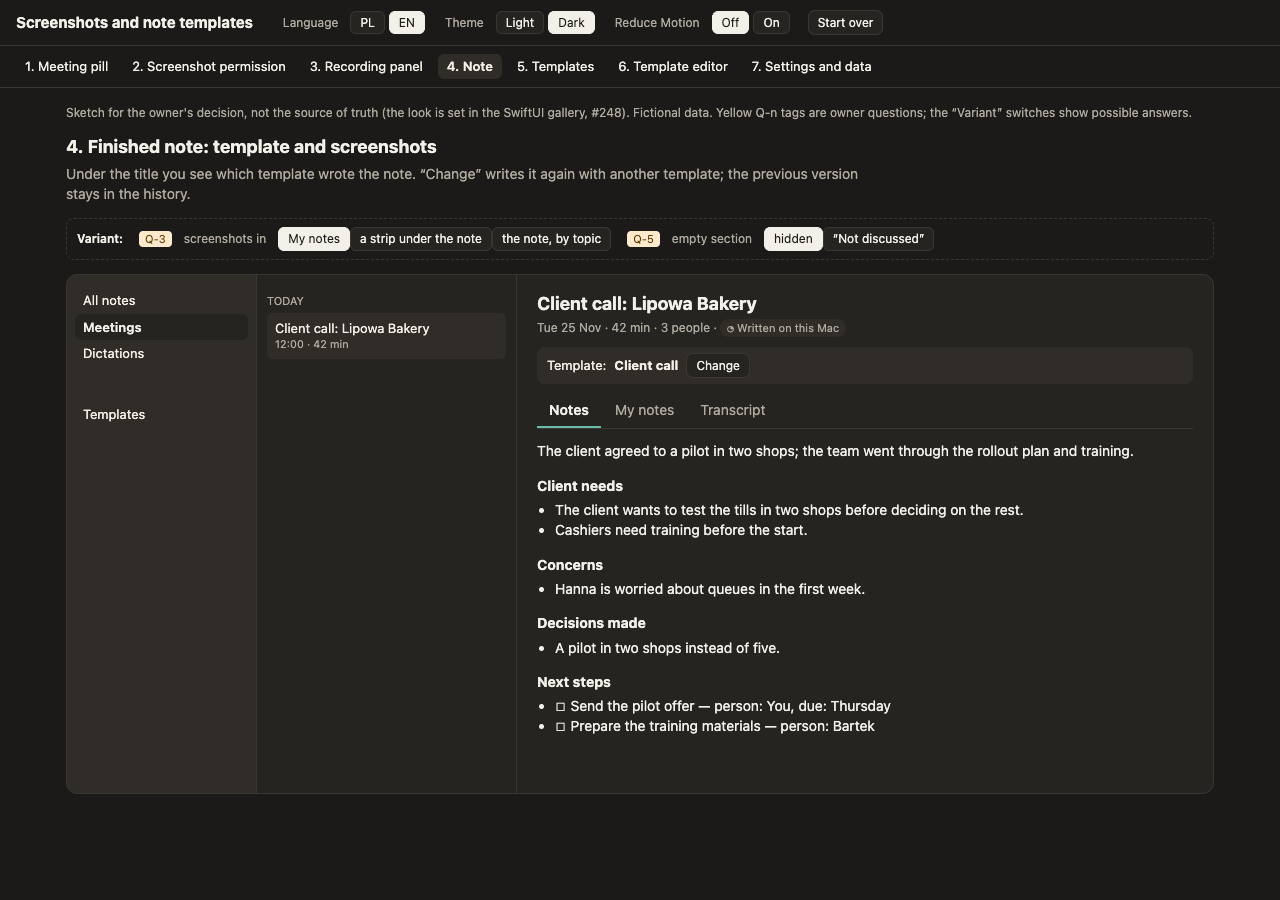 Screenshots and note templates Language PL EN Theme Light Dark Reduce Motion Off On Start over
1. Meeting pill 2. Screenshot permission 3. Recording panel 4. Note 5. Templates 6. Template editor 7. Settings and data
Sketch for the owner's decision, not the source of truth (the look is set in the SwiftUI gallery, #248). Fictional data. Yellow Q-n tags are owner questions; the “Variant” switches show possible answers.
4. Finished note: template and screenshots
Under the title you see which template wrote the note. “Change” writes it again with another template; the previous version
stays in the history.
Variant: Q-3 screenshots in My notes a strip under the note the note, by topic Q-5 empty section hidden “Not discussed”
All notes
Meetings
Dictations
Templates
TODAY
Client call: Lipowa Bakery
12:00 · 42 min
Client call: Lipowa Bakery
Tue 25 Nov · 42 min · 3 people · Written on this Mac
Template: Client call Change
Notes My notes Transcript
The client agreed to a pilot in two shops; the team went through the rollout plan and training.
Client needs
• The client wants to test the tills in two shops before deciding on the rest.
• Cashiers need training before the start.
Concerns
• Hanna is worried about queues in the first week.
Decisions made
• A pilot in two shops instead of five.
Next steps
• ☐ Send the pilot offer — person: You, due: Thursday
• ☐ Prepare the training materials — person: Bartek